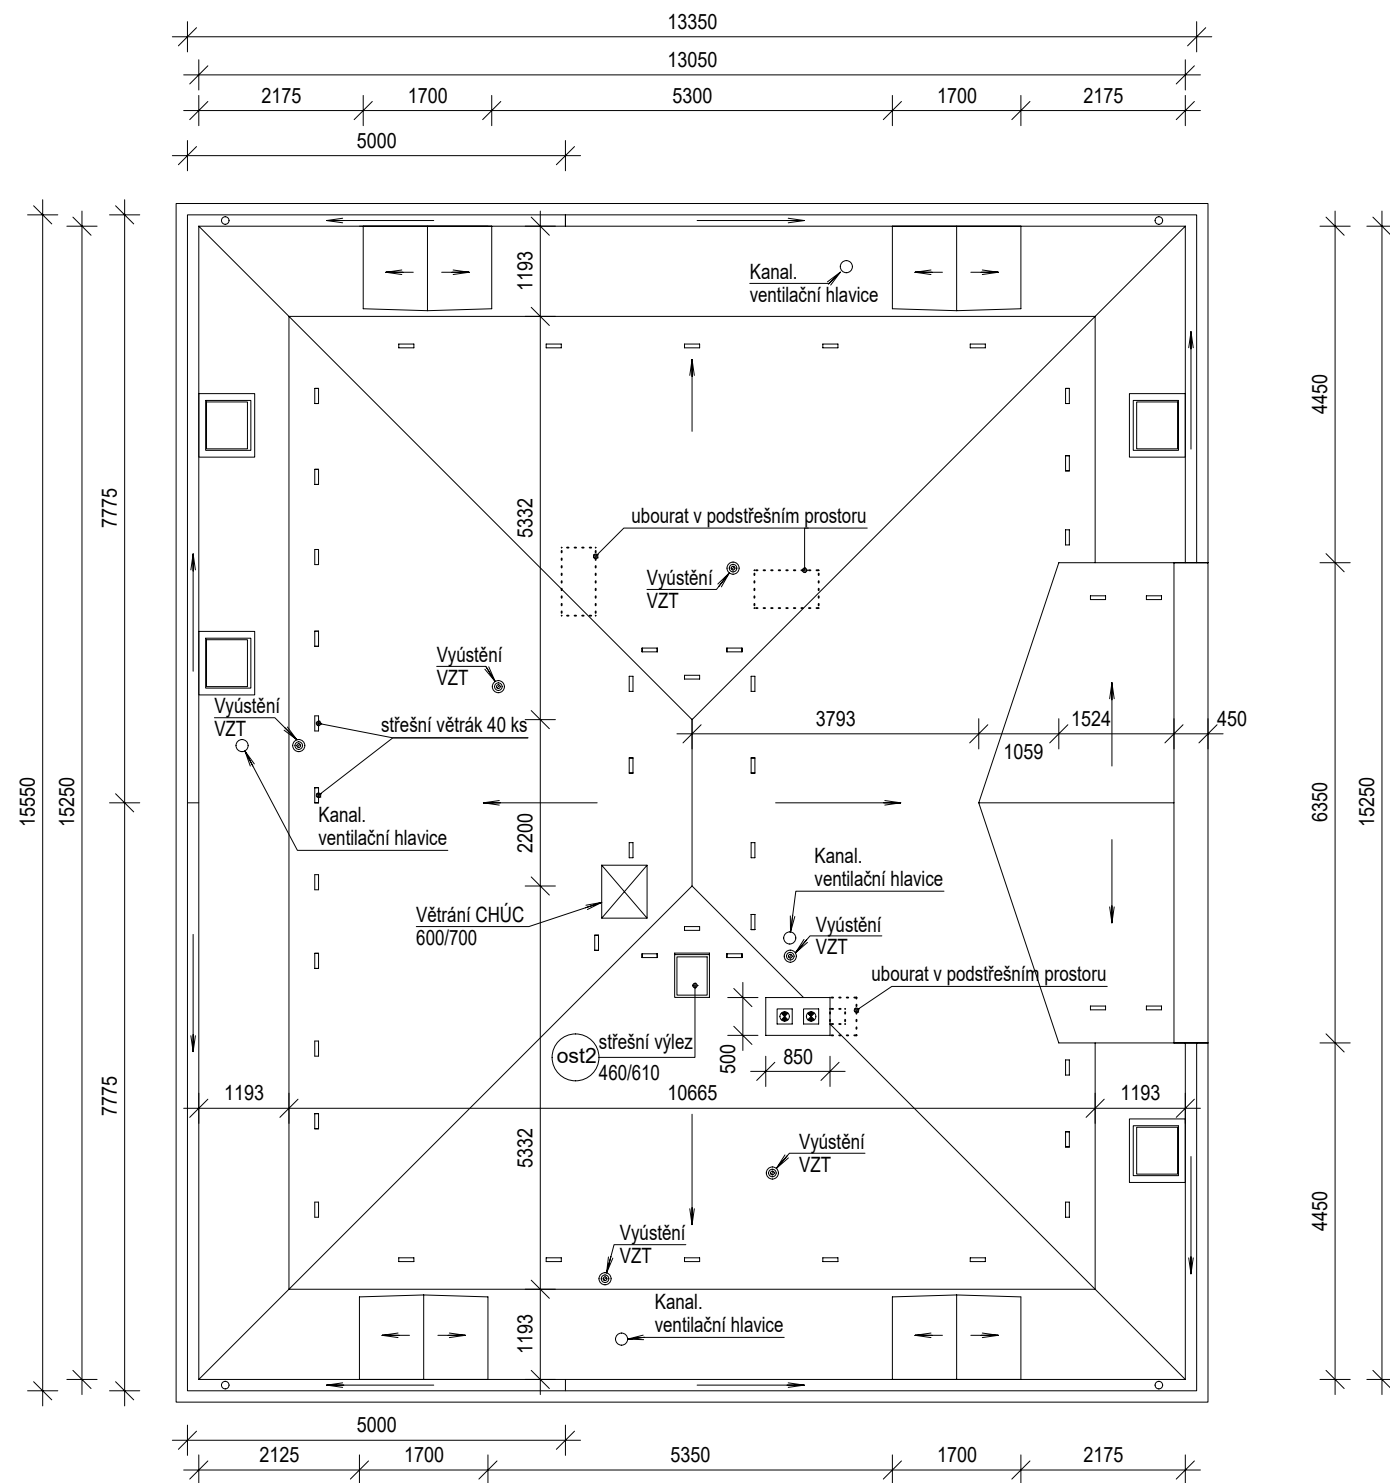 13350
13050
2175
1700
5300
1700
2175
5000
1193
Kanal.
ventilační hlavice
4450
7775
5332
ubourat v podstřešním prostoru
Vyústění
VZT
Vyústění
VZT
Vyústění
VZT
střešní větrák 40 ks
3793
1059
1524
450
15550
15250
Kanal.
ventilační hlavice
2200
6350
15250
Kanal.
ventilační hlavice
Větrání CHÚC
600/700
Vyústění
VZT
ubourat v podstřešním prostoru
ost2
střešní výlez
460/610
500
850
7775
1193
10665
1193
5332
Vyústění
VZT
4450
Vyústění
VZT
Kanal.
ventilační hlavice
1193
5000
2125
1700
5350
1700
2175